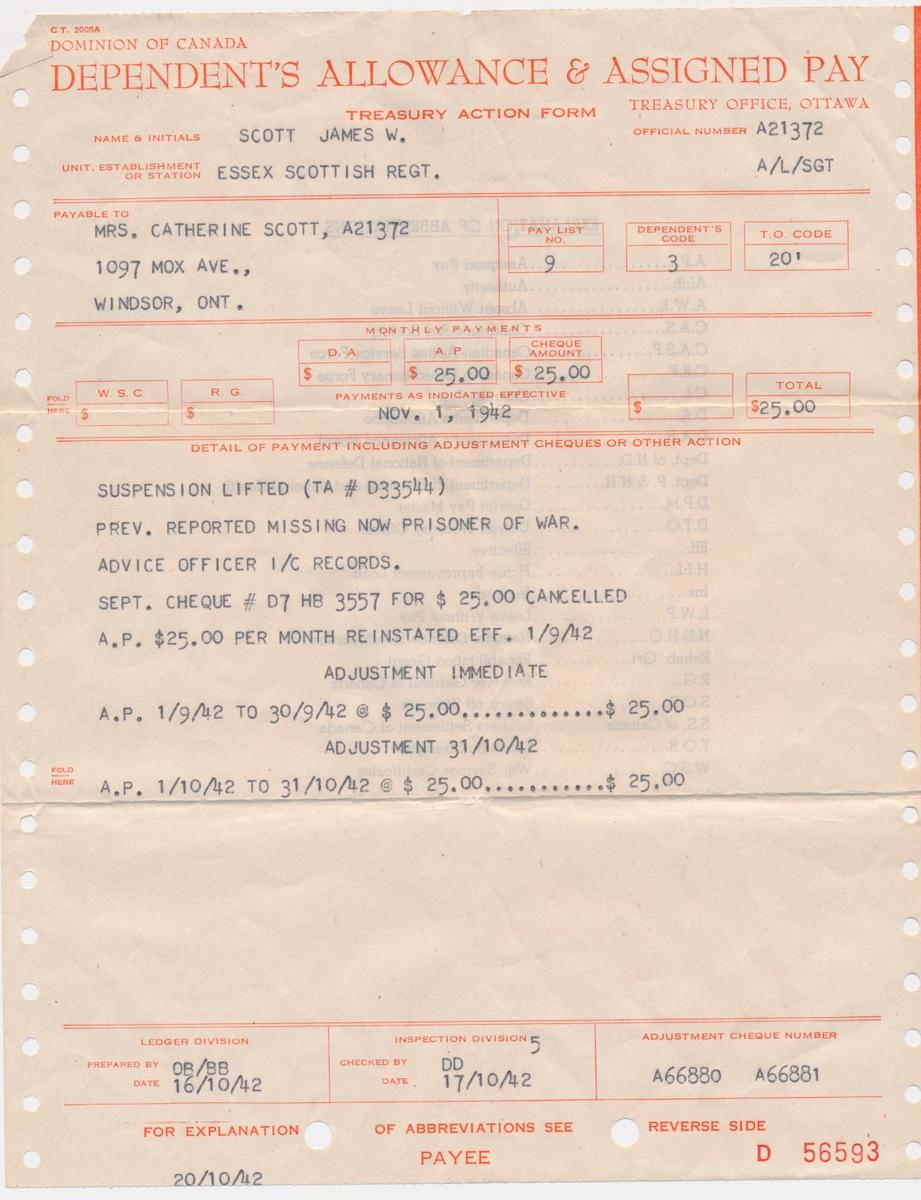 C.T. 2005A
DOMINION OF CANADA
DEPENDENT'S ALLOWANCE & ASSIGNED PAY
TREASURY ACTION FORM TREASURY OFFICE, OTTAWA
NAME & INITIALS SCOTT JAMES W. OFFICIAL NUMBER A21372
UNIT, ESTABLISHMENT OR STATION ESSEX SCOTTISH REGT. A/L/SGT
PAYABLE TO
MRS. CATHERINE SCOTT, A21372
1097 MOX AVE.,
WINDSOR, ONT.
PAY LIST NO. DEPENDENT'S CODE T.O. CODE
9 3 20'
MONTHLY PAYMENTS
D.A. A.P. CHEQUE AMOUNT
$ $ 25.00 $ 25.00
W.S.C. R.G. TOTAL
FOLD HERE $ $ $ $25.00
PAYMENTS AS INDICATED EFFECTIVE
NOV. 1, 1942
DETAIL OF PAYMENT INCLUDING ADJUSTMENT CHEQUES OR OTHER ACTION
SUSPENSION LIFTED (TA # D33544)
PREV. REPORTED MISSING NOW PRISONER OF WAR.
ADVICE OFFICER I/C RECORDS.
SEPT. CHEQUE # D7 HB 3557 FOR $ 25.00 CANCELLED
A.P. $25.00 PER MONTH REINSTATED EFF. 1/9/42
ADJUSTMENT IMMEDIATE
A.P. 1/9/42 TO 30/9/42 @ $ 25.00.............$ 25.00
ADJUSTMENT 31/10/42
FOLD HERE
A.P. 1/10/42 TO 31/10/42 @ $ 25.00...........$ 25.00
LEDGER DIVISION INSPECTION DIVISION 5 ADJUSTMENT CHEQUE NUMBER
PREPARED BY OB/BB CHECKED BY DD
DATE 16/10/42 DATE 17/10/42 A66880 A66881
FOR EXPLANATION OF ABBREVIATIONS SEE REVERSE SIDE
PAYEE D 56593
20/10/42